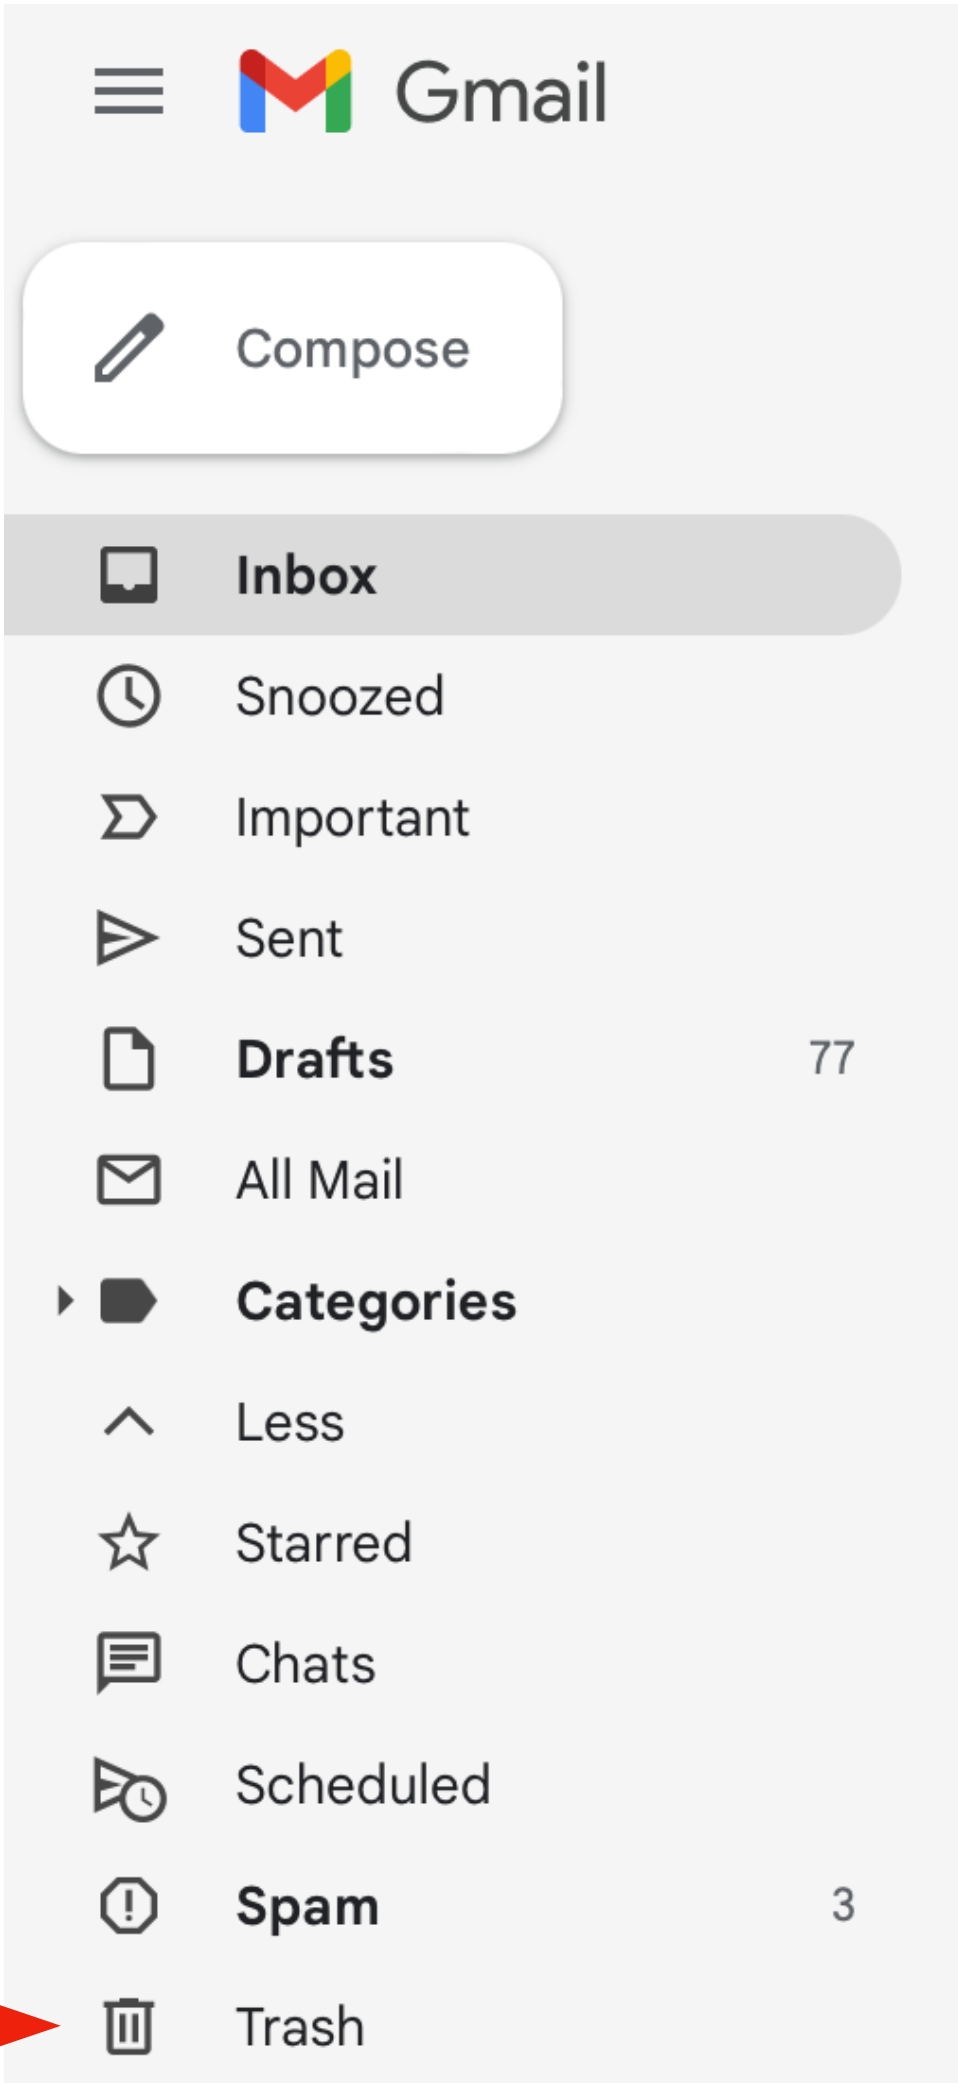 Gmail
Compose
Inbox
Snoozed
Important
Sent
Drafts 77
All Mail
Categories
Less
Starred
Chats
Scheduled
Spam 3
Trash